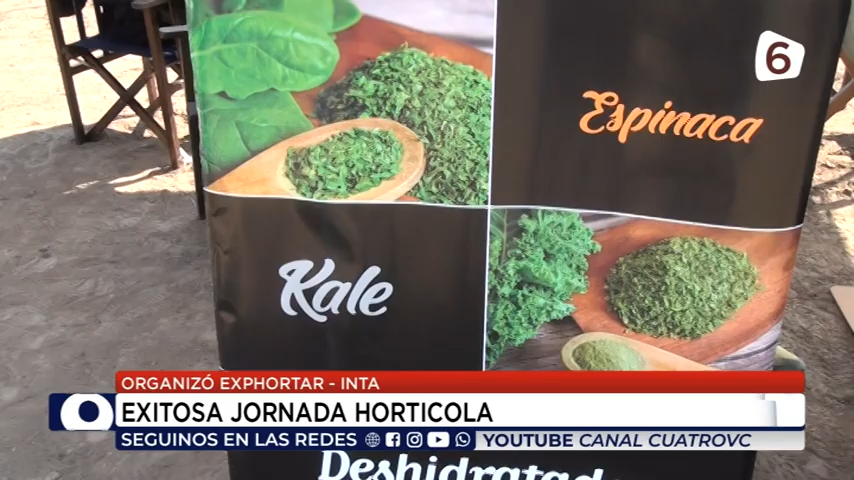 6
Espinaca
Kale
ORGANIZÓ EXPHORTAR - INTA
EXITOSA JORNADA HORTICOLA
SEGUINOS EN LAS REDES YOUTUBE CANAL CUATROVC